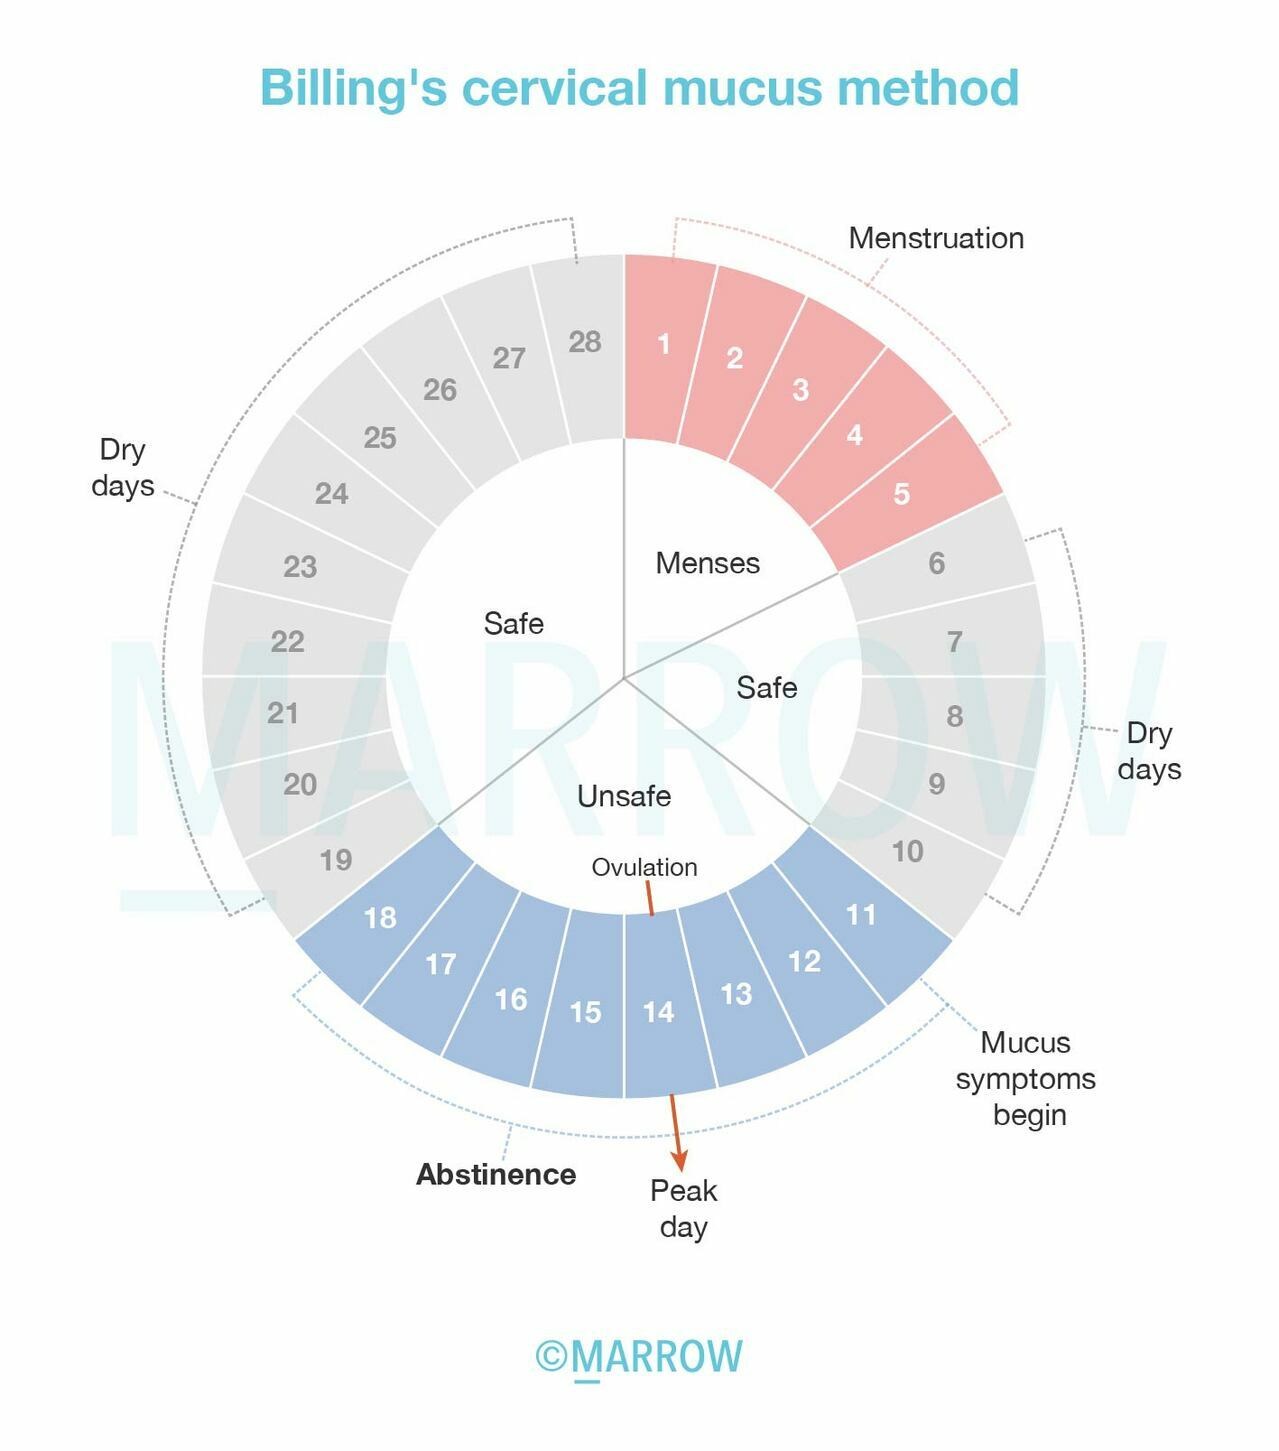 Billing's cervical mucus method
Menstruation
1
2
3
4
5
6
7
8
9
10
11
12
13
14
15
16
17
18
19
20
21
22
23
24
25
26
27
28
Dry
days
Menses
Safe
Safe
Unsafe
Ovulation
Dry
days
Mucus
symptoms
begin
Abstinence
Peak
day
MARROW
©MARROW